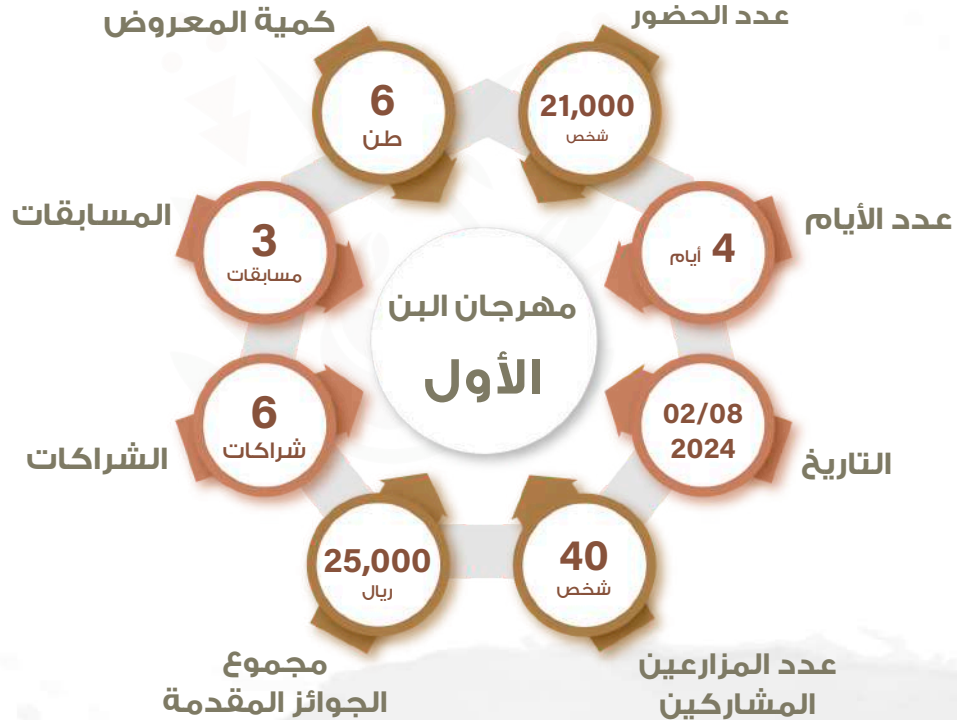 مهرجان البن
الأول
عدد الحضور
21,000
شخص
عدد الأيام
4 أيام
التاريخ
02/08
2024
عدد المزارعين
المشاركين
40
شخص
مجموع
الجوائز المقدمة
25,000
ريال
الشراكات
6
شراكات
المسابقات
3
مسابقات
كمية المعروض
6
طن